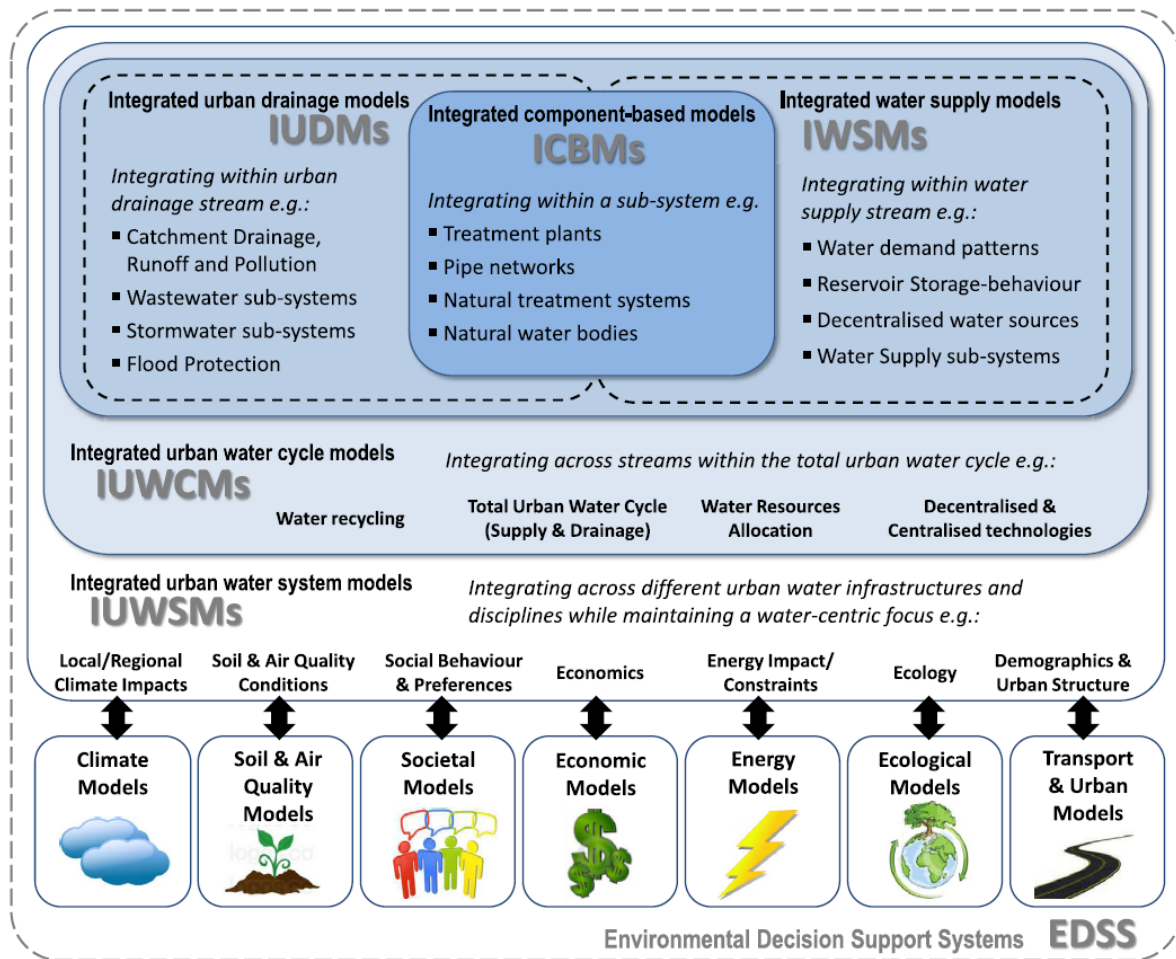 Integrated urban drainage models
IUDMs
Integrating within urban
drainage stream e.g.:
▪ Catchment Drainage,
Runoff and Pollution
▪ Wastewater sub-systems
▪ Stormwater sub-systems
▪ Flood Protection
Integrated component-based models
ICBMs
Integrating within a sub-system e.g.
▪ Treatment plants
▪ Pipe networks
▪ Natural treatment systems
▪ Natural water bodies
Integrated water supply models
IWSMs
Integrating within water
supply stream e.g.:
▪ Water demand patterns
▪ Reservoir Storage-behaviour
▪ Decentralised water sources
▪ Water Supply sub-systems
Integrated urban water cycle models
IUWCMs
Integrating across streams within the total urban water cycle e.g.:
Water recycling
Total Urban Water Cycle
(Supply & Drainage)
Water Resources
Allocation
Decentralised &
Centralised technologies
Integrated urban water system models
IUWSMs
Integrating across different urban water infrastructures and
disciplines while maintaining a water-centric focus e.g.:
Local/Regional
Climate Impacts
Soil & Air Quality
Conditions
Social Behaviour
& Preferences
Economics
Energy Impact/
Constraints
Ecology
Demographics &
Urban Structure
Climate
Models
Soil & Air
Quality
Models
Societal
Models
Economic
Models
Energy
Models
Ecological
Models
Transport
& Urban
Models
Environmental Decision Support Systems EDSS